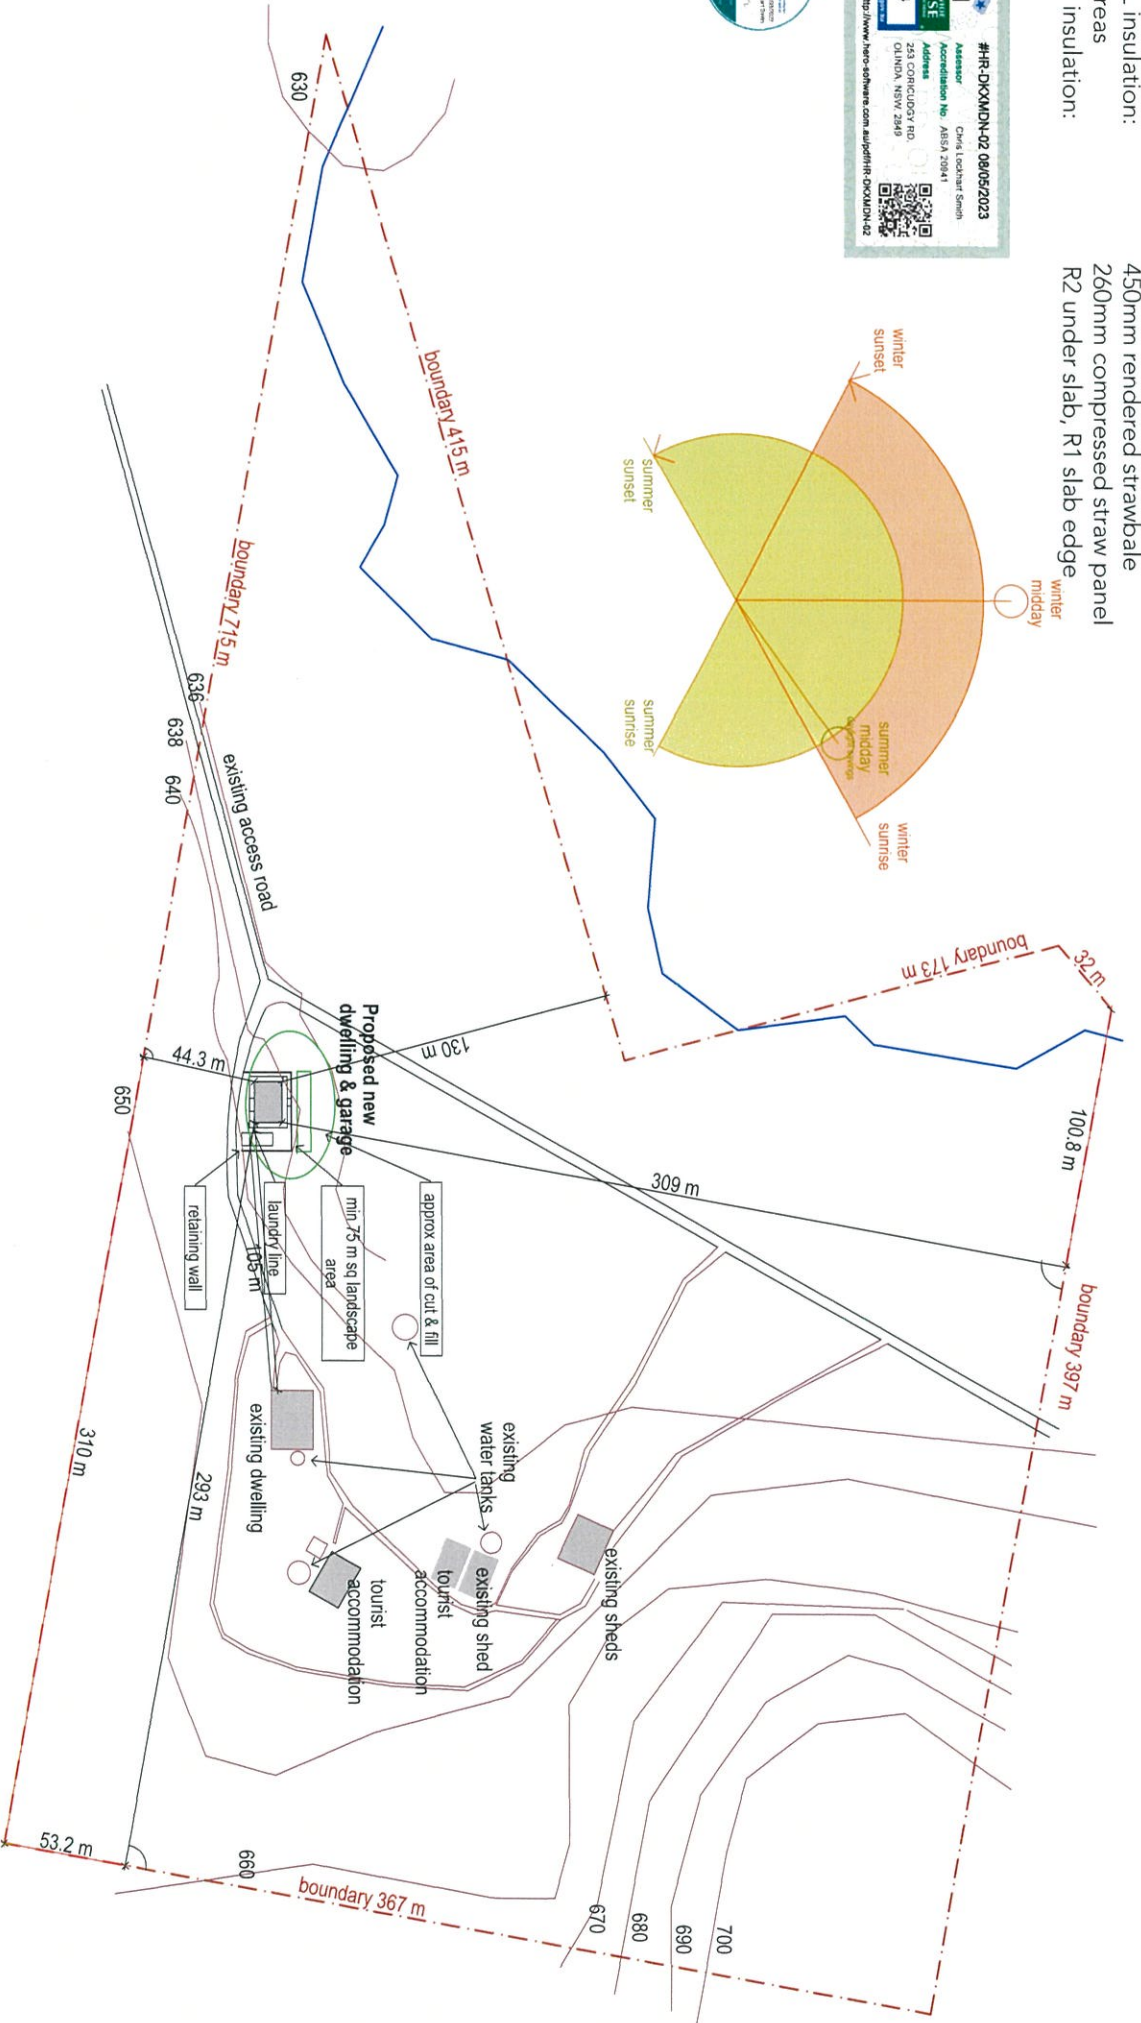 insulation:
reas
insulation:
450mm rendered strawbale
260mm compressed straw panel
R2 under slab, R1 slab edge
#HR-DKXMDN-02 08/05/2023
Assessor Chris Lockhart Smith
Accreditation No. ABSA 20941
Address
253 CORICUDGY RD,
OLINDA, NSW, 2849
http://www.hero-software.com.au/pdf/HR-DKXMDN-02
winter
sunset
winter
midday
summer
sunset
summer
midday
daylight savings
summer
sunrise
winter
sunrise
630
boundary 415 m
boundary 715 m
636
638
640
existing access road
boundary 173 m
32 m
100.8 m
boundary 397 m
130 m
309 m
44.3 m
Proposed new
dwelling & garage
650
approx area of cut & fill
min 75 m sq landscape
area
laundry line
retaining wall
105 m
existing
water tanks
existing dwelling
existing sheds
existing shed
tourist
accommodation
tourist
accommodation
293 m
310 m
53.2 m
660
boundary 367 m
670
680
690
700